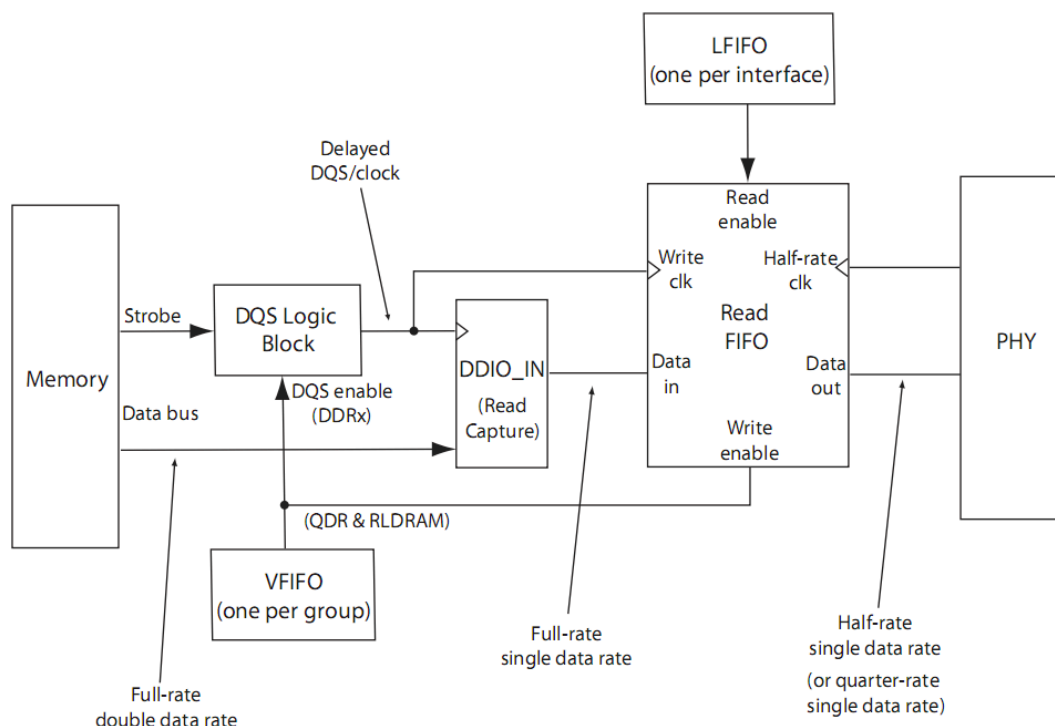 LFIFO
(one per interface)
Delayed
DQS/clock
Read
enable
Write
clk
Half-rate
clk
Read
FIFO
Data
in
Data
out
Write
enable
PHY
Memory
Strobe
DQS Logic
Block
DQS enable
(DDRx)
DDIO_IN
(Read
Capture)
Data bus
(QDR & RLDRAM)
VFIFO
(one per group)
Full-rate
double data rate
Full-rate
single data rate
Half-rate
single data rate
(or quarter-rate
single data rate)